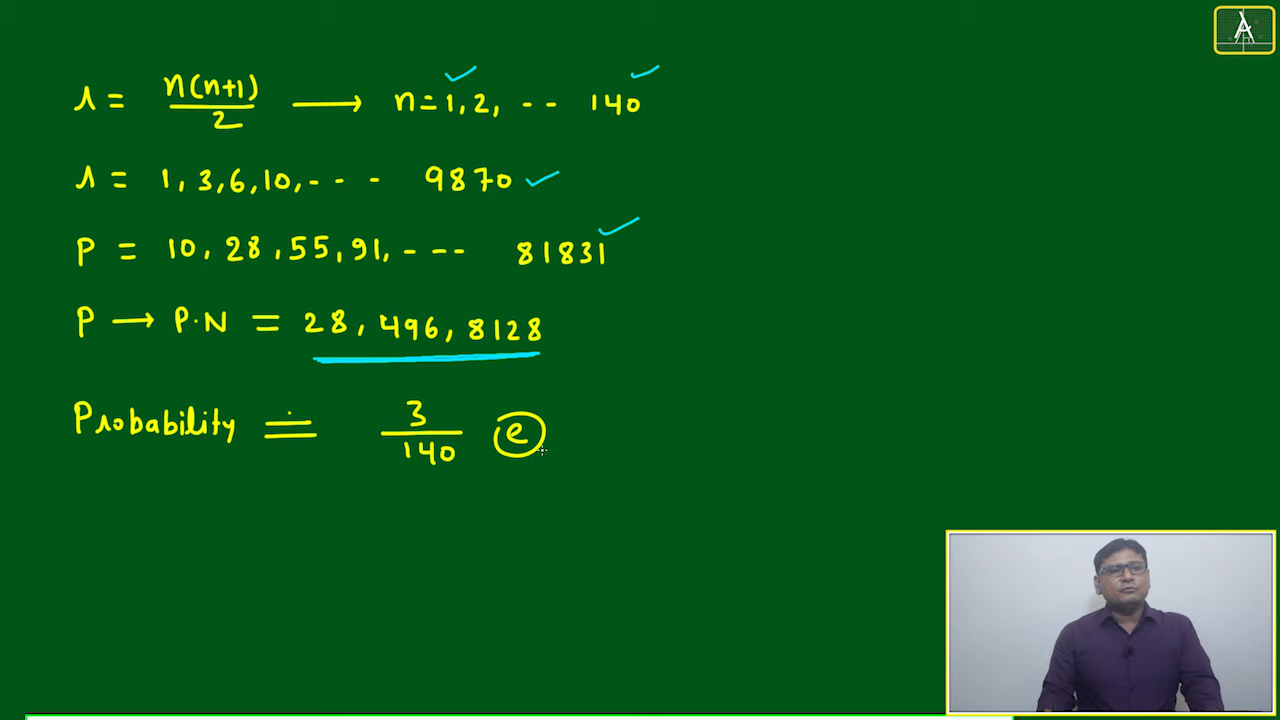 r = n(n+1)/2 ⟶ n = 1, 2, -- 140
r = 1, 3, 6, 10, --- 9870
P = 10, 28, 55, 91, --- 81831
P → P.N = 28, 496, 8128
Probability = 3/140 (e)
A